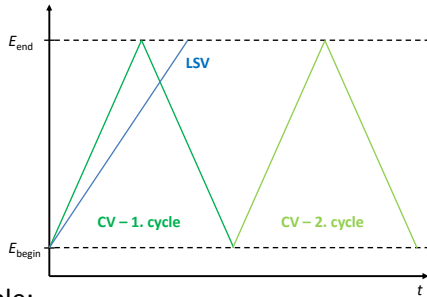 E_end
LSV
CV – 1. cycle
CV – 2. cycle
E_begin
t